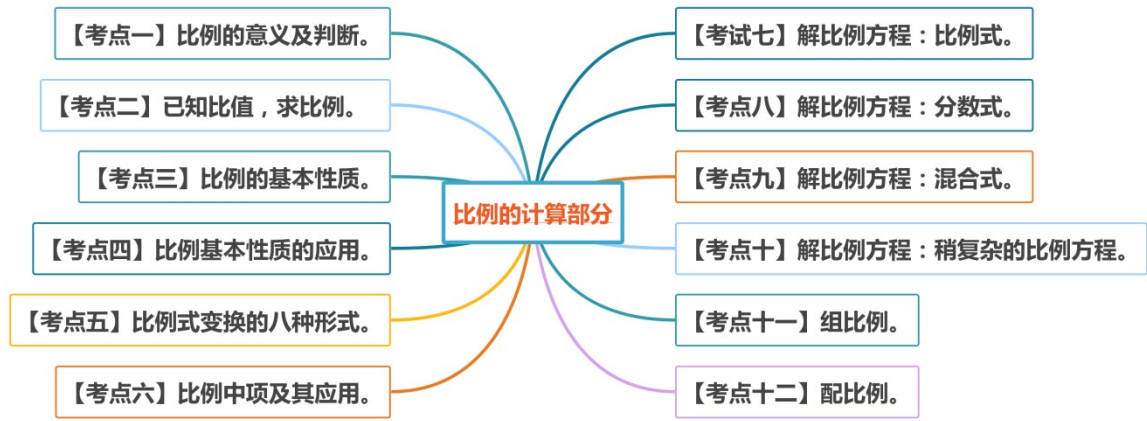 【考点一】比例的意义及判断。
【考点二】已知比值，求比例。
【考点三】比例的基本性质。
【考点四】比例基本性质的应用。
【考点五】比例式变换的八种形式。
【考点六】比例中项及其应用。
比例的计算部分
【考试七】解比例方程：比例式。
【考点八】解比例方程：分数式。
【考点九】解比例方程：混合式。
【考点十】解比例方程：稍复杂的比例方程。
【考点十一】组比例。
【考点十二】配比例。